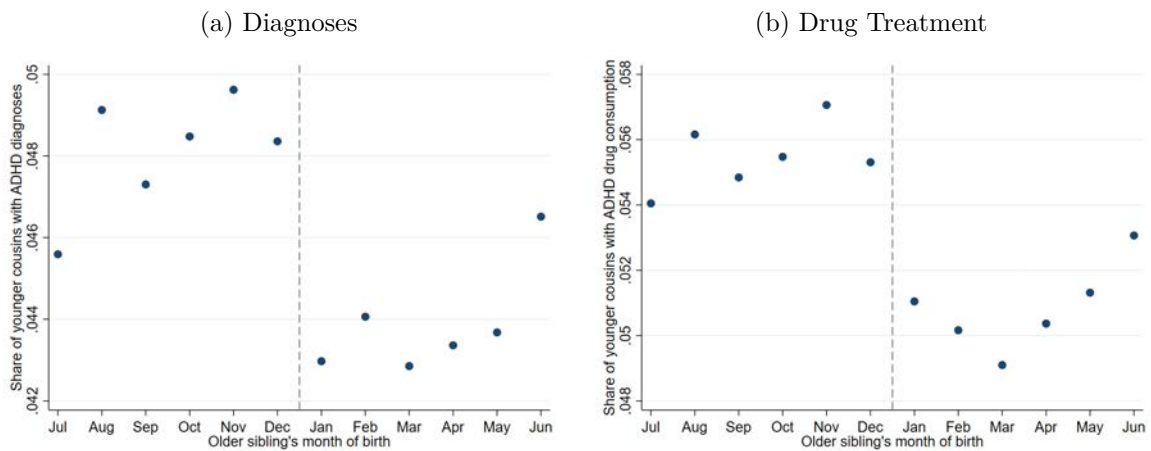 (a) Diagnoses
Share of younger cousins with ADHD diagnoses
.05
.048
.046
.044
.042
Jul Aug Sep Oct Nov Dec Jan Feb Mar Apr May Jun
Older sibling's month of birth
(b) Drug Treatment
Share of younger cousins with ADHD drug consumption
.058
.056
.054
.052
.05
.048
Jul Aug Sep Oct Nov Dec Jan Feb Mar Apr May Jun
Older sibling's month of birth